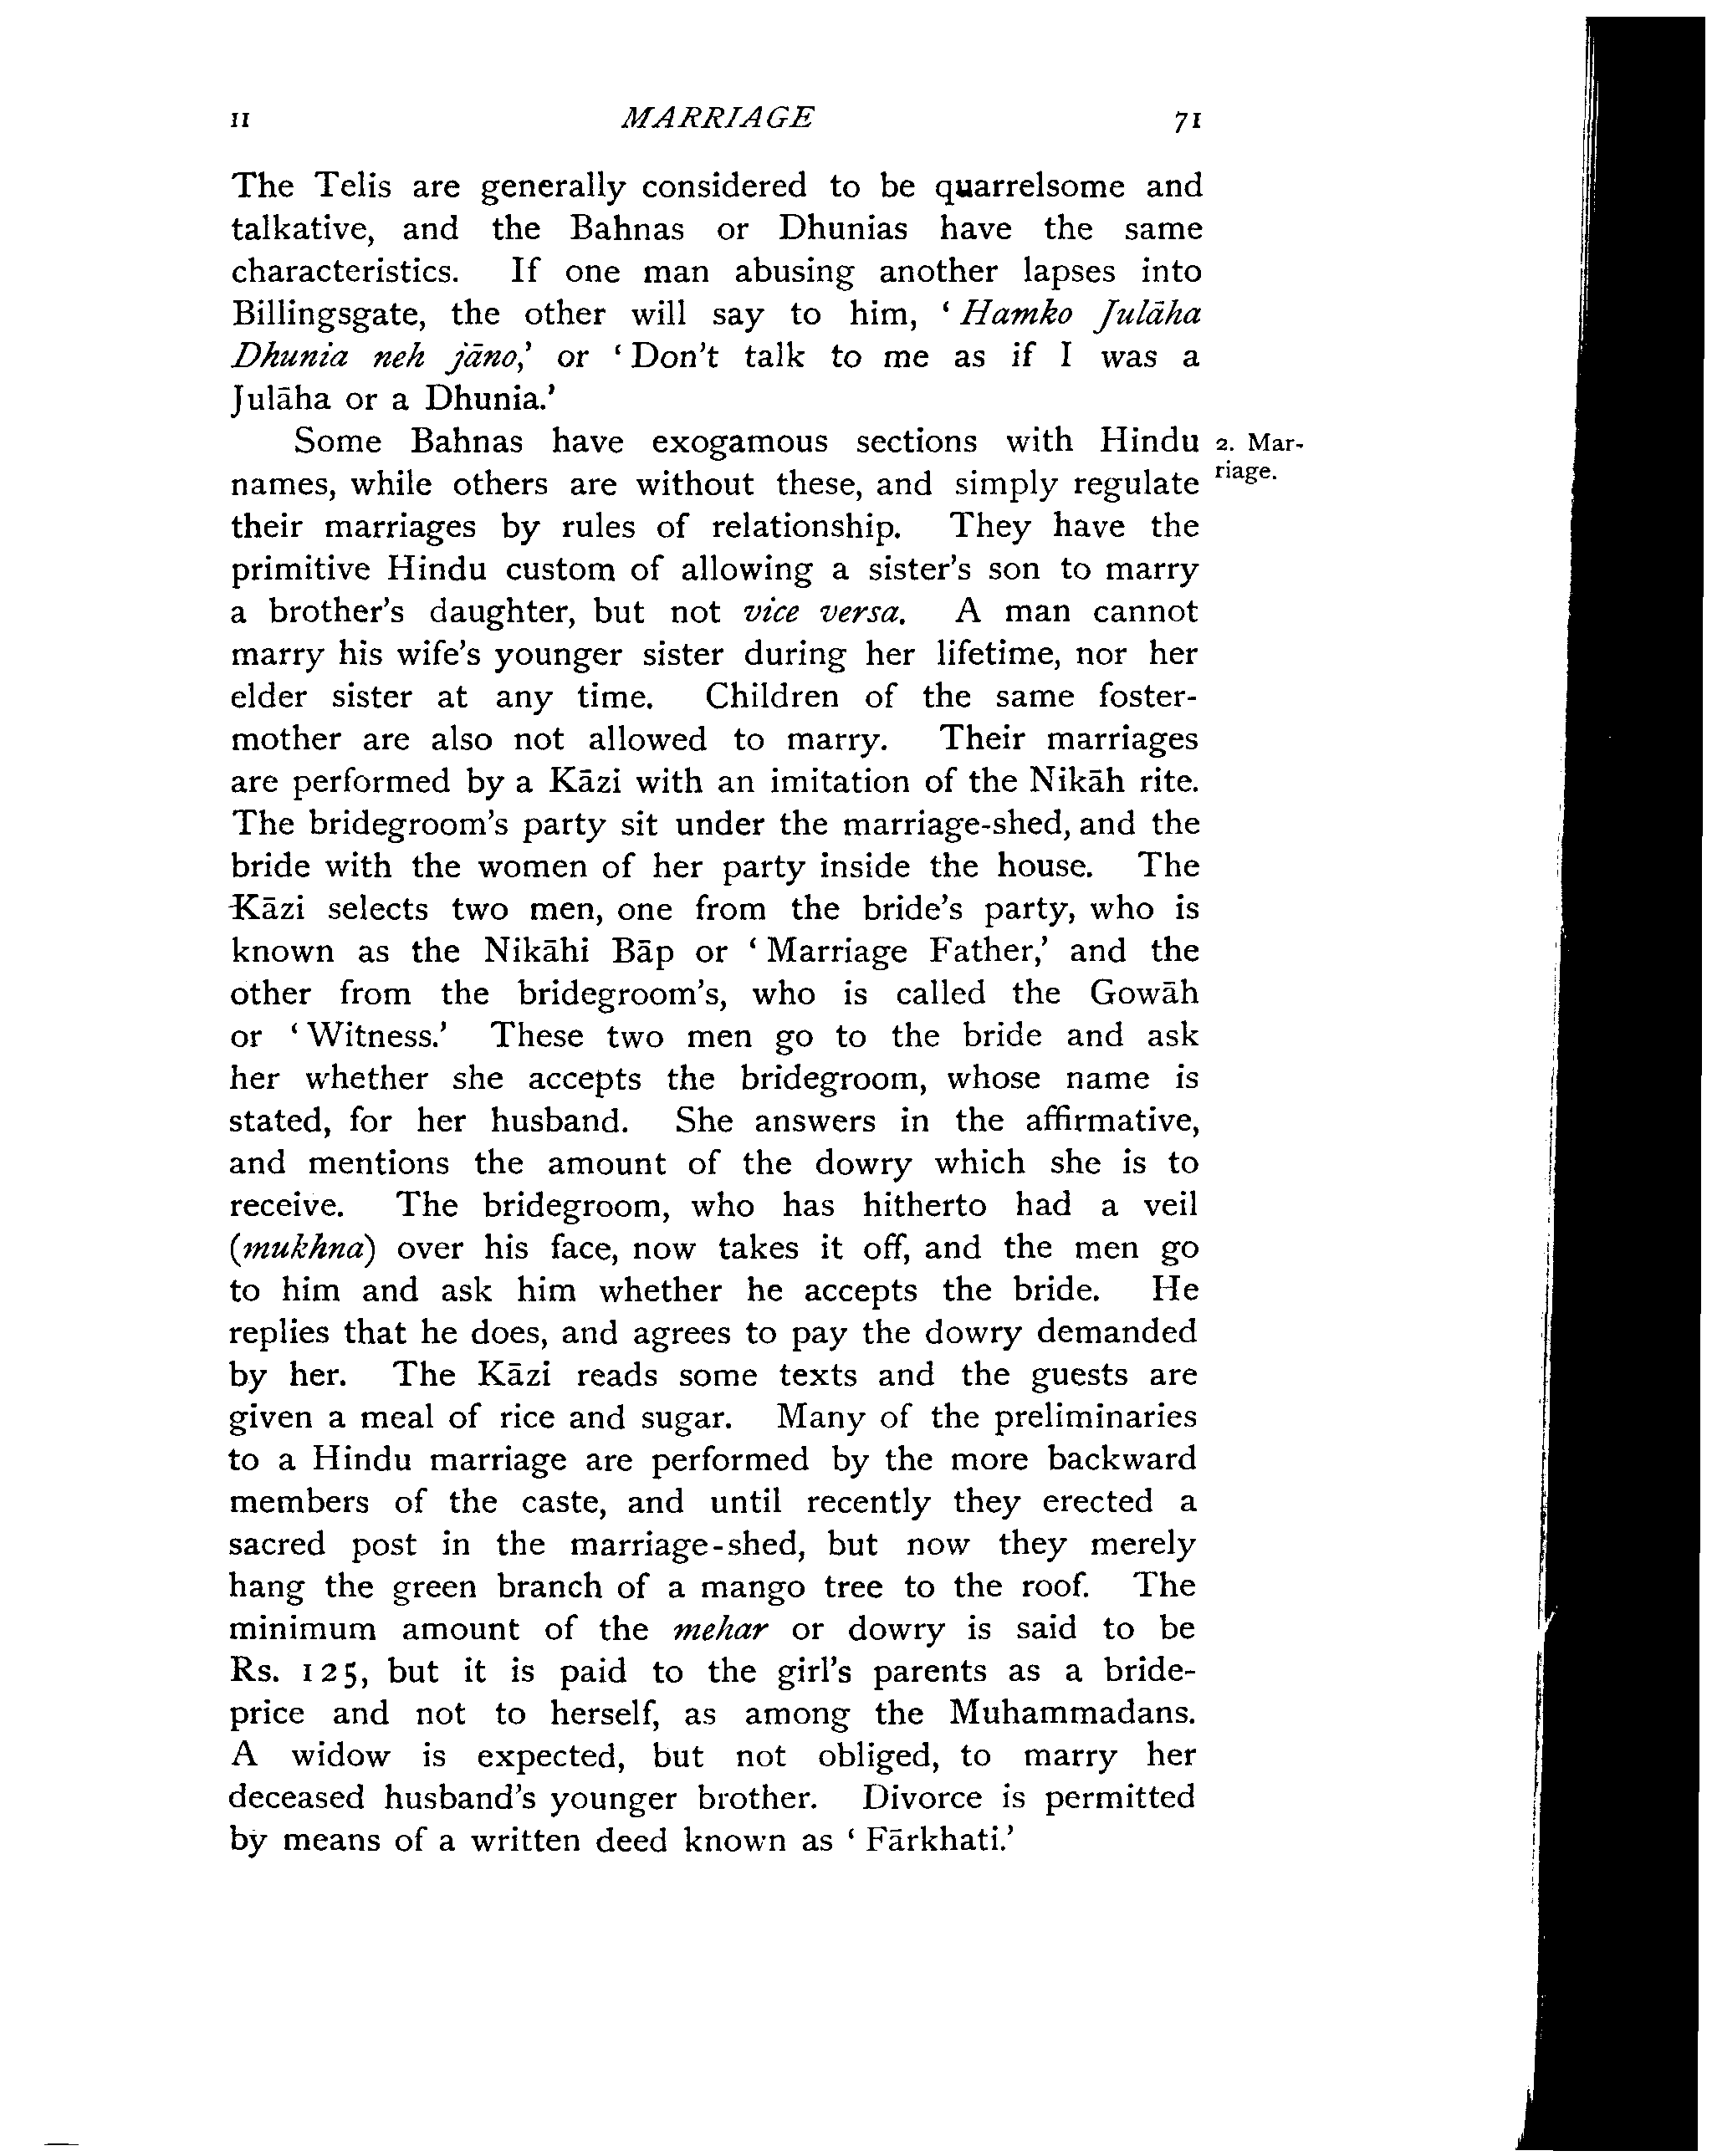 II MARRIAGE 71
The Telis are generally considered to be quarrelsome and
talkative, and the Bahnas or Dhunias have the same
characteristics. If one man abusing another lapses into
Billingsgate, the other will say to him, ‘Hamko Julāha
Dhunia neh jāno,’ or ‘Don't talk to me as if I was a
Julāha or a Dhunia.’
Some Bahnas have exogamous sections with Hindu
2. Mar-
riage.
names, while others are without these, and simply regulate
their marriages by rules of relationship. They have the
primitive Hindu custom of allowing a sister's son to marry
a brother's daughter, but not vice versa. A man cannot
marry his wife's younger sister during her lifetime, nor her
elder sister at any time. Children of the same foster-
mother are also not allowed to marry. Their marriages
are performed by a Kāzi with an imitation of the Nikāh rite.
The bridegroom's party sit under the marriage-shed, and the
bride with the women of her party inside the house. The
Kāzi selects two men, one from the bride's party, who is
known as the Nikāhi Bāp or ‘Marriage Father,’ and the
other from the bridegroom's, who is called the Gowāh
or ‘Witness.’ These two men go to the bride and ask
her whether she accepts the bridegroom, whose name is
stated, for her husband. She answers in the affirmative,
and mentions the amount of the dowry which she is to
receive. The bridegroom, who has hitherto had a veil
(mukhna) over his face, now takes it off, and the men go
to him and ask him whether he accepts the bride. He
replies that he does, and agrees to pay the dowry demanded
by her. The Kāzi reads some texts and the guests are
given a meal of rice and sugar. Many of the preliminaries
to a Hindu marriage are performed by the more backward
members of the caste, and until recently they erected a
sacred post in the marriage-shed, but now they merely
hang the green branch of a mango tree to the roof. The
minimum amount of the mehar or dowry is said to be
Rs. 125, but it is paid to the girl's parents as a bride-
price and not to herself, as among the Muhammadans.
A widow is expected, but not obliged, to marry her
deceased husband's younger brother. Divorce is permitted
by means of a written deed known as ‘Fārkhati.’